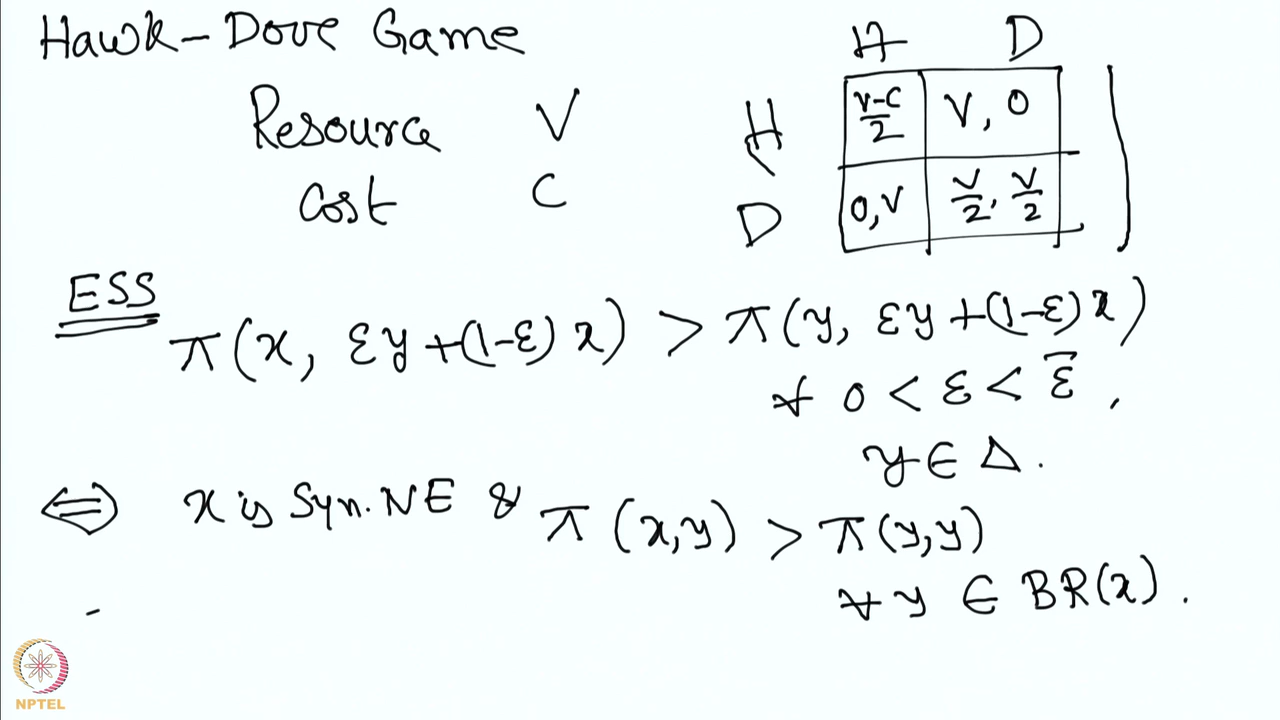 Hawk-Dove Game
H D
Resource V
H v-c/2 V, 0
Cost C
D 0,V V/2, V/2
ESS
π(x, εy+(1-ε)x) > π(y, εy+(1-ε)x)
∀ 0 < ε < ε̄,
y ∈ Δ.
⇔ x is Sym. NE & π(x,y) > π(y,y)
∀ y ∈ BR(x).
NPTEL